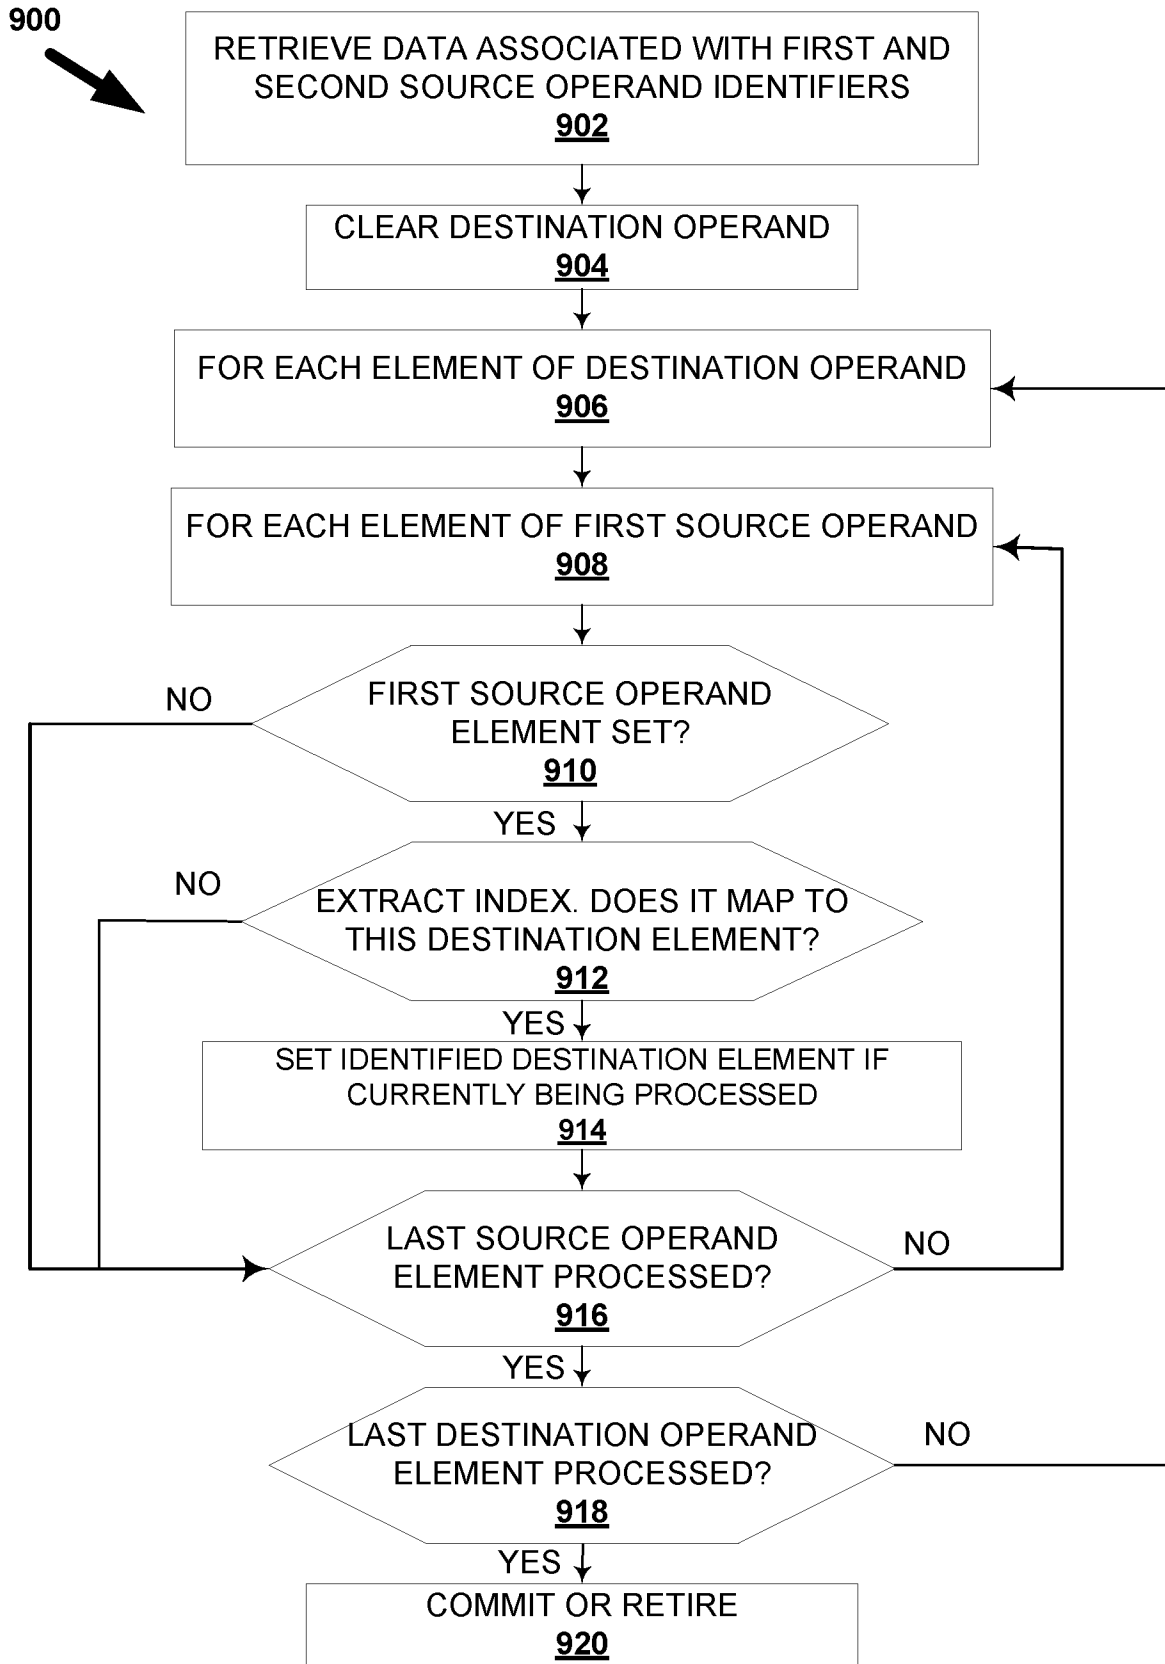 900
RETRIEVE DATA ASSOCIATED WITH FIRST AND
SECOND SOURCE OPERAND IDENTIFIERS
902
CLEAR DESTINATION OPERAND
904
FOR EACH ELEMENT OF DESTINATION OPERAND
906
FOR EACH ELEMENT OF FIRST SOURCE OPERAND
908
NO
FIRST SOURCE OPERAND
ELEMENT SET?
910
YES
NO
EXTRACT INDEX. DOES IT MAP TO
THIS DESTINATION ELEMENT?
912
YES
SET IDENTIFIED DESTINATION ELEMENT IF
CURRENTLY BEING PROCESSED
914
LAST SOURCE OPERAND
ELEMENT PROCESSED?
916
NO
YES
LAST DESTINATION OPERAND
ELEMENT PROCESSED?
918
NO
YES
COMMIT OR RETIRE
920